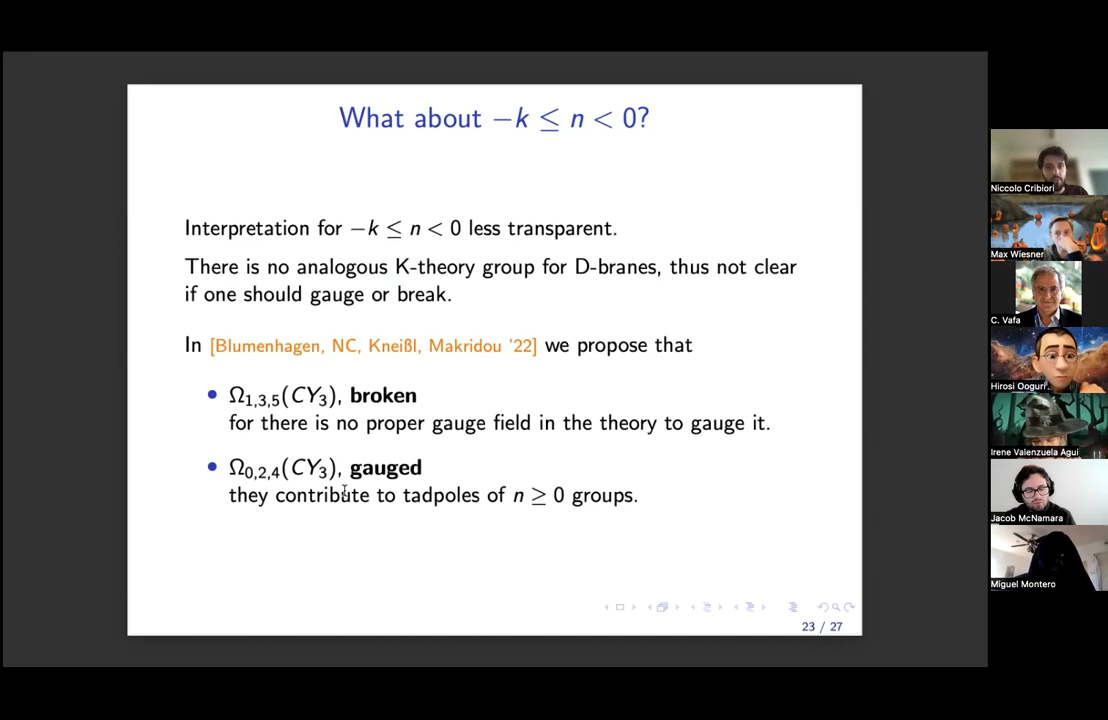 What about −k ≤ n < 0?
Interpretation for −k ≤ n < 0 less transparent.
There is no analogous K-theory group for D-branes, thus not clear
if one should gauge or break.
In [Blumenhagen, NC, Kneißl, Makridou '22] we propose that
• Ω₁,₃,₅(CY₃), broken
for there is no proper gauge field in the theory to gauge it.
• Ω₀,₂,₄(CY₃), gauged
they contribute to tadpoles of n ≥ 0 groups.
23 / 27
Niccolo Cribiori
Max Wiesner
C. Vafa
Hirosi Ooguri
Irene Valenzuela Agui
Jacob McNamara
Miguel Montero